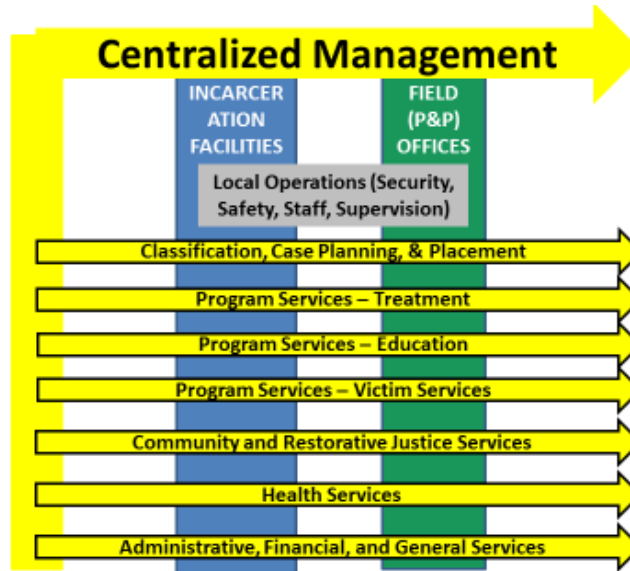 Centralized Management
INCARCER
ATION
FACILITIES
FIELD
(P&P)
OFFICES
Local Operations (Security,
Safety, Staff, Supervision)
Classification, Case Planning, & Placement
Program Services – Treatment
Program Services – Education
Program Services – Victim Services
Community and Restorative Justice Services
Health Services
Administrative, Financial, and General Services